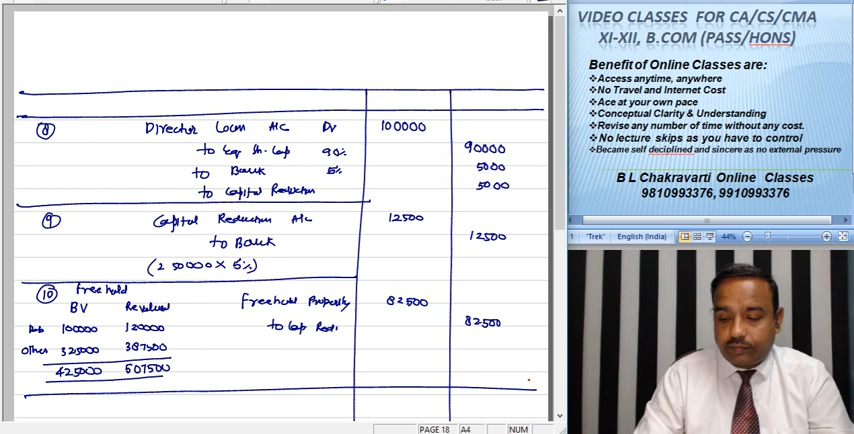 VIDEO CLASSES FOR CA/CS/CMA
XI-XII, B.COM (PASS/HONS)
Benefit of Online Classes are:
❖Access anytime, anywhere
❖No Travel and Internet Cost
❖Ace at your own pace
❖Conceptual Clarity & Understanding
❖Revise any number of time without any cost.
❖No lecture skips as you have to control
❖Became self deciplined and sincere as no external pressure
B L Chakravarti Online Classes
9810993376, 9910993376
1 "Trek" English (India) 44%
⑧ Director Loan A/C Dr 100000
to Eq. Sh. Cap 90% 90000
to Bank 5% 5000
to Capital Reduction 5000
⑨ Capital Reduction A/c 12500
to Bank 12500
(250000 X 5%)
⑩ freehold
BV Revalued Freehold Property 82500
100000 120000 to Cap Redu 82500
Other 325000 387500
425000 507500
PAGE 18 A4 NUM